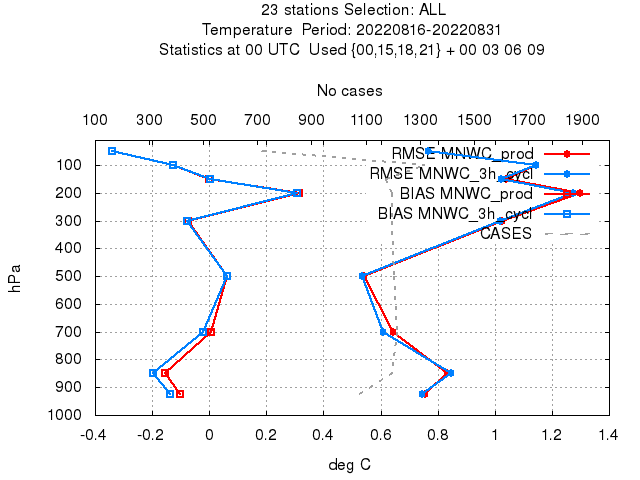 23 stations Selection: ALL
Temperature Period: 20220816-20220831
Statistics at 00 UTC Used {00,15,18,21} + 00 03 06 09
No cases
100 300 500 700 850 1100 1300 1500 1700 1900
RMSE MNWC_prod
RMSE MNWC_3h_cycl
BIAS MNWC_prod
BIAS MNWC_3h_cycl
CASES
100
200
300
400
500
600
700
800
900
1000
hPa
-0.4 -0.2 0 0.2 0.4 0.6 0.8 1 1.2 1.4
deg C